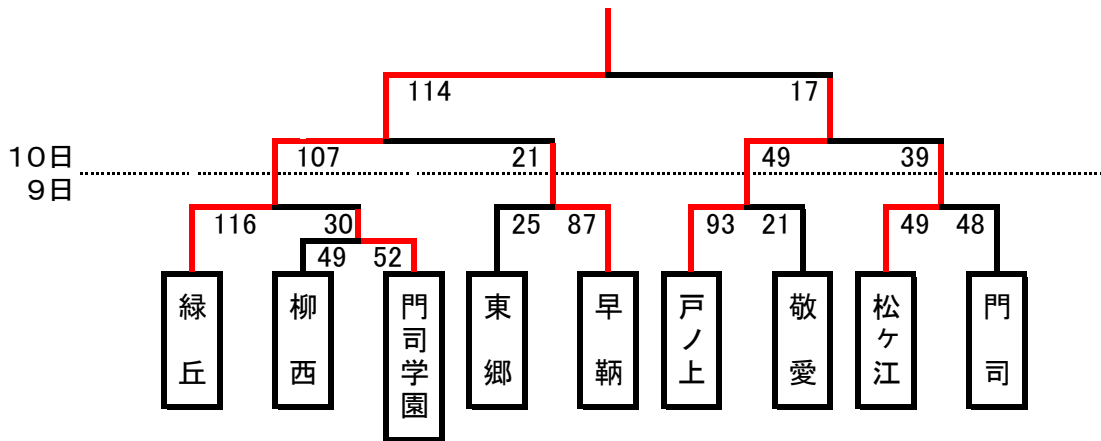 114 17
10日 107 21 49 39
9日
116 30 25 87 93 21 49 48
49 52
緑丘
柳西
門司学園
東郷
早鞆
戸ノ上
敬愛
松ヶ江
門司